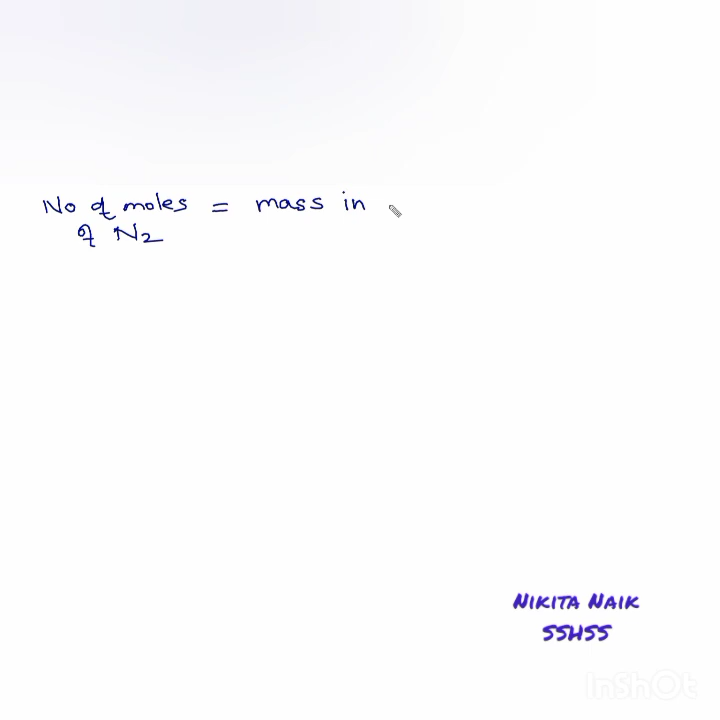 No of moles = mass in
of N2
NIKITA NAIK
SSHSS
InShOt